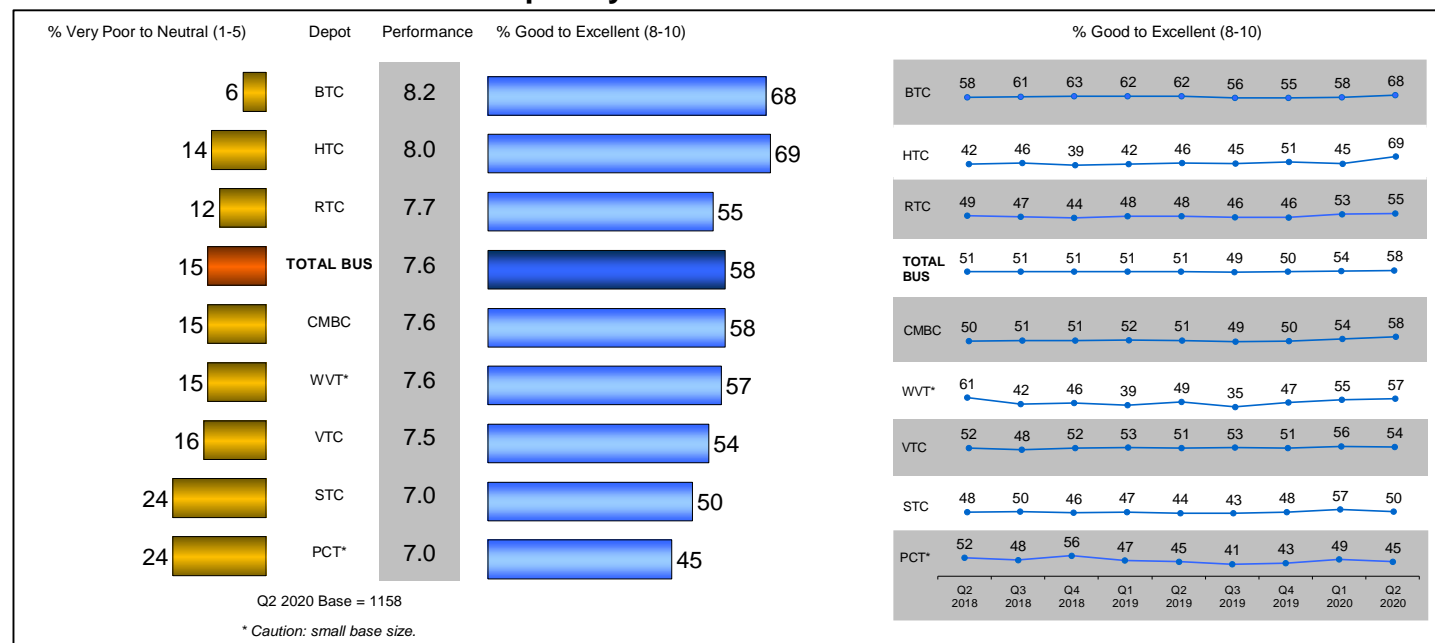 % Very Poor to Neutral (1-5) Depot Performance % Good to Excellent (8-10) % Good to Excellent (8-10)
6 BTC 8.2 68
14 HTC 8.0 69
12 RTC 7.7 55
15 TOTAL BUS 7.6 58
15 CMBC 7.6 58
15 WVT* 7.6 57
16 VTC 7.5 54
24 STC 7.0 50
24 PCT* 7.0 45
Q2 2020 Base = 1158
* Caution: small base size.
BTC 58 61 63 62 62 56 55 58 68
HTC 42 46 39 42 46 45 51 45 69
RTC 49 47 44 48 48 46 46 53 55
TOTAL
BUS 51 51 51 51 51 49 50 54 58
CMBC 50 51 51 52 51 49 50 54 58
WVT* 61 42 46 39 49 35 47 55 57
VTC 52 48 52 53 51 53 51 56 54
STC 48 50 46 47 44 43 48 57 50
PCT* 52 48 56 47 45 41 43 49 45
Q2 Q3 Q4 Q1 Q2 Q3 Q4 Q1 Q2
2018 2018 2018 2019 2019 2019 2019 2020 2020